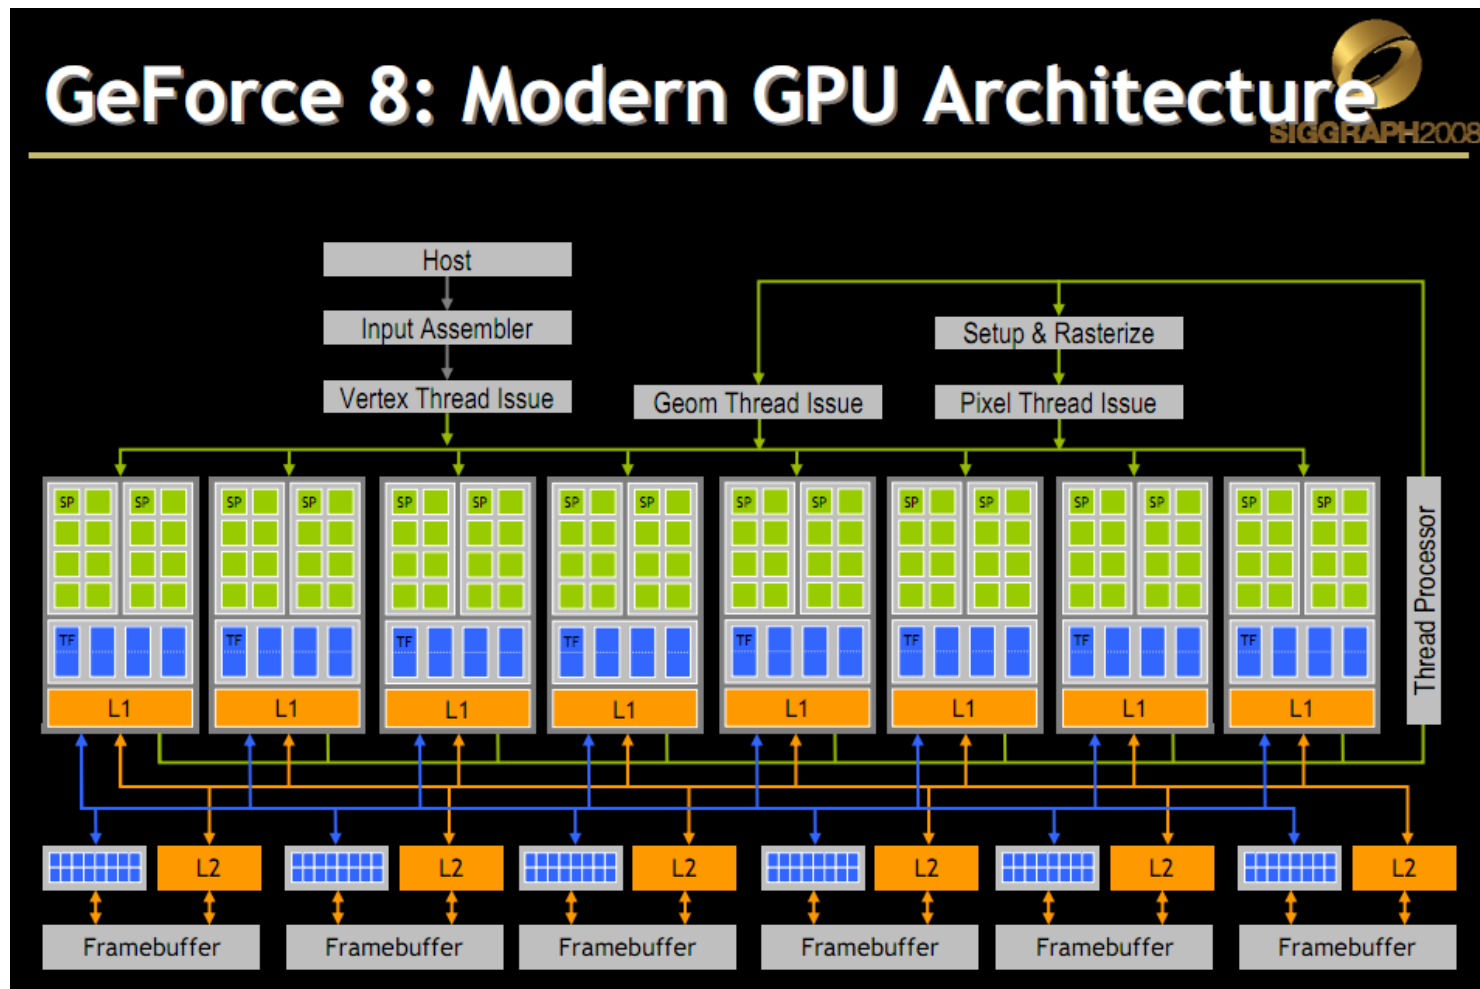 GeForce 8: Modern GPU Architecture
SIGGRAPH2008
Host
Input Assembler
Setup & Rasterize
Vertex Thread Issue
Geom Thread Issue
Pixel Thread Issue
SP SP SP SP SP SP SP SP SP SP SP SP SP SP SP SP
Thread Processor
TF TF TF TF TF TF TF TF
L1 L1 L1 L1 L1 L1 L1 L1
L2 L2 L2 L2 L2 L2
Framebuffer Framebuffer Framebuffer Framebuffer Framebuffer Framebuffer